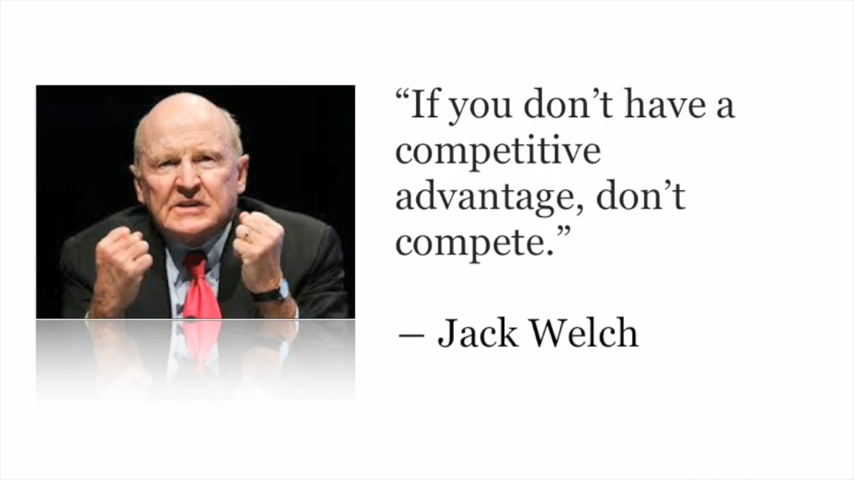 “If you don’t have a
competitive
advantage, don’t
compete.”
— Jack Welch